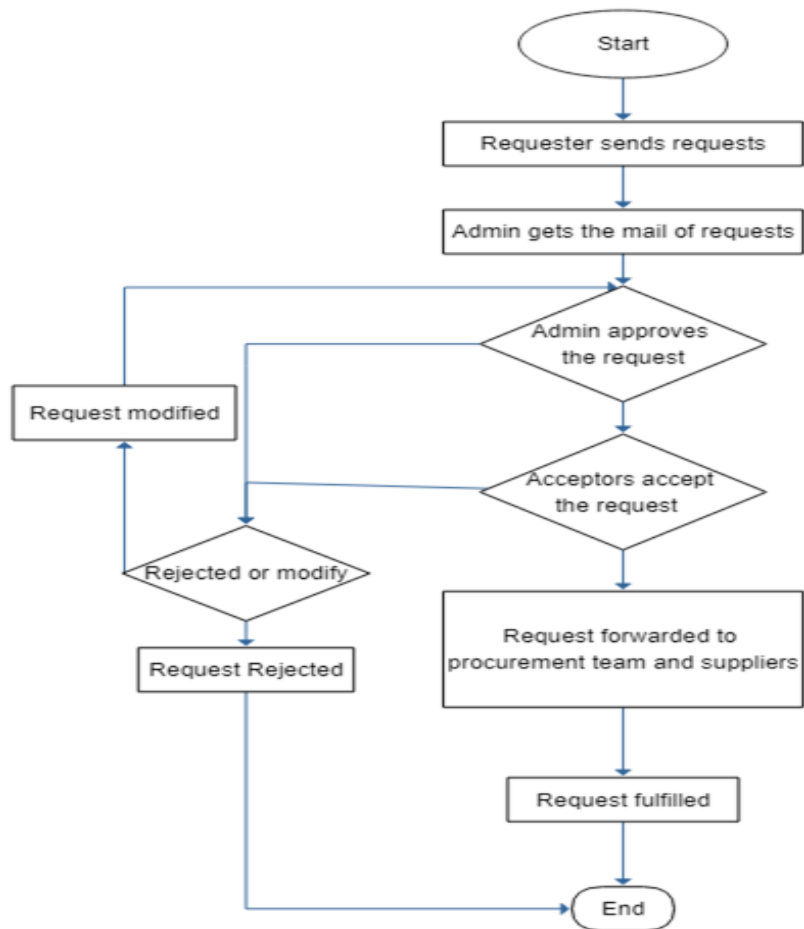 Start
Requester sends requests
Admin gets the mail of requests
Admin approves
the request
Request modified
Acceptors accept
the request
Rejected or modify
Request forwarded to
procurement team and suppliers
Request Rejected
Request fulfilled
End